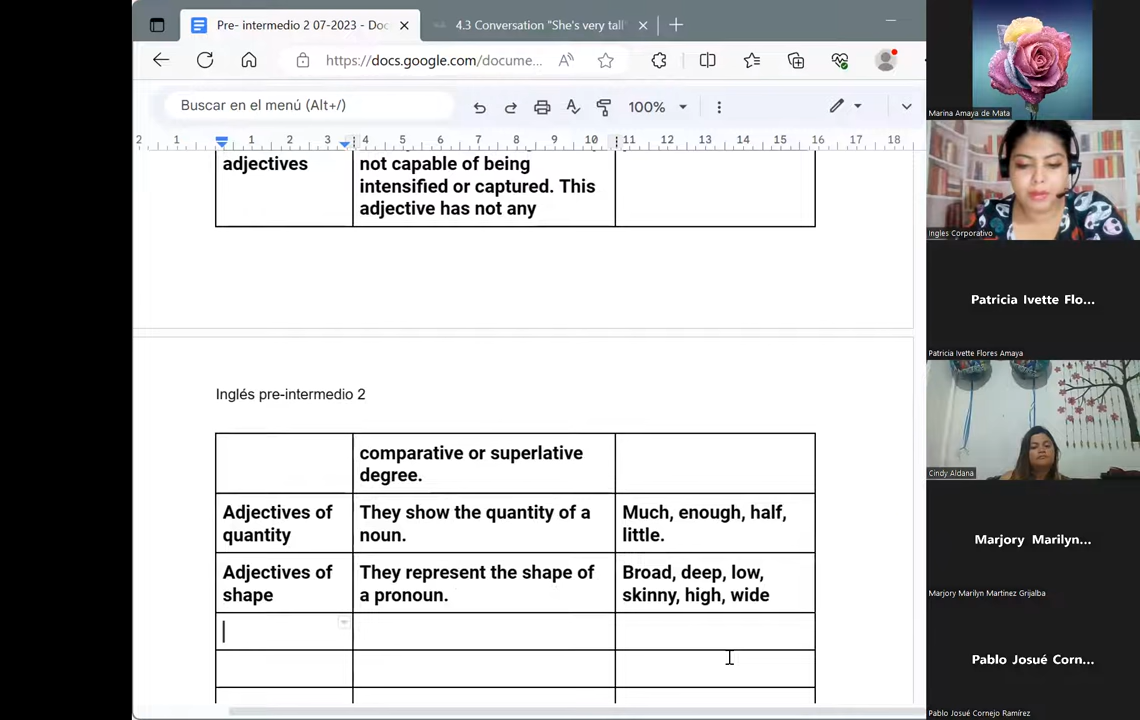 Pre- intermedio 2 07-2023 - Doc
4.3 Conversation "She's very tall
https://docs.google.com/docume...
Buscar en el menú (Alt+/)
100%
2 1 1 2 3 4 5 6 7 8 9 10 11 12 13 14 15 16 17 18
adjectives
not capable of being
intensified or captured. This
adjective has not any
Inglés pre-intermedio 2
comparative or superlative
degree.
Adjectives of
quantity
They show the quantity of a
noun.
Much, enough, half,
little.
Adjectives of
shape
They represent the shape of
a pronoun.
Broad, deep, low,
skinny, high, wide
Marina Amaya de Mata
Ingles Corporativo
Patricia Ivette Flo...
Patricia Ivette Flores Amaya
Cindy Aldana
Marjory Marilyn...
Marjory Marilyn Martinez Grijalba
Pablo Josué Corn...
Pablo Josué Cornejo Ramírez